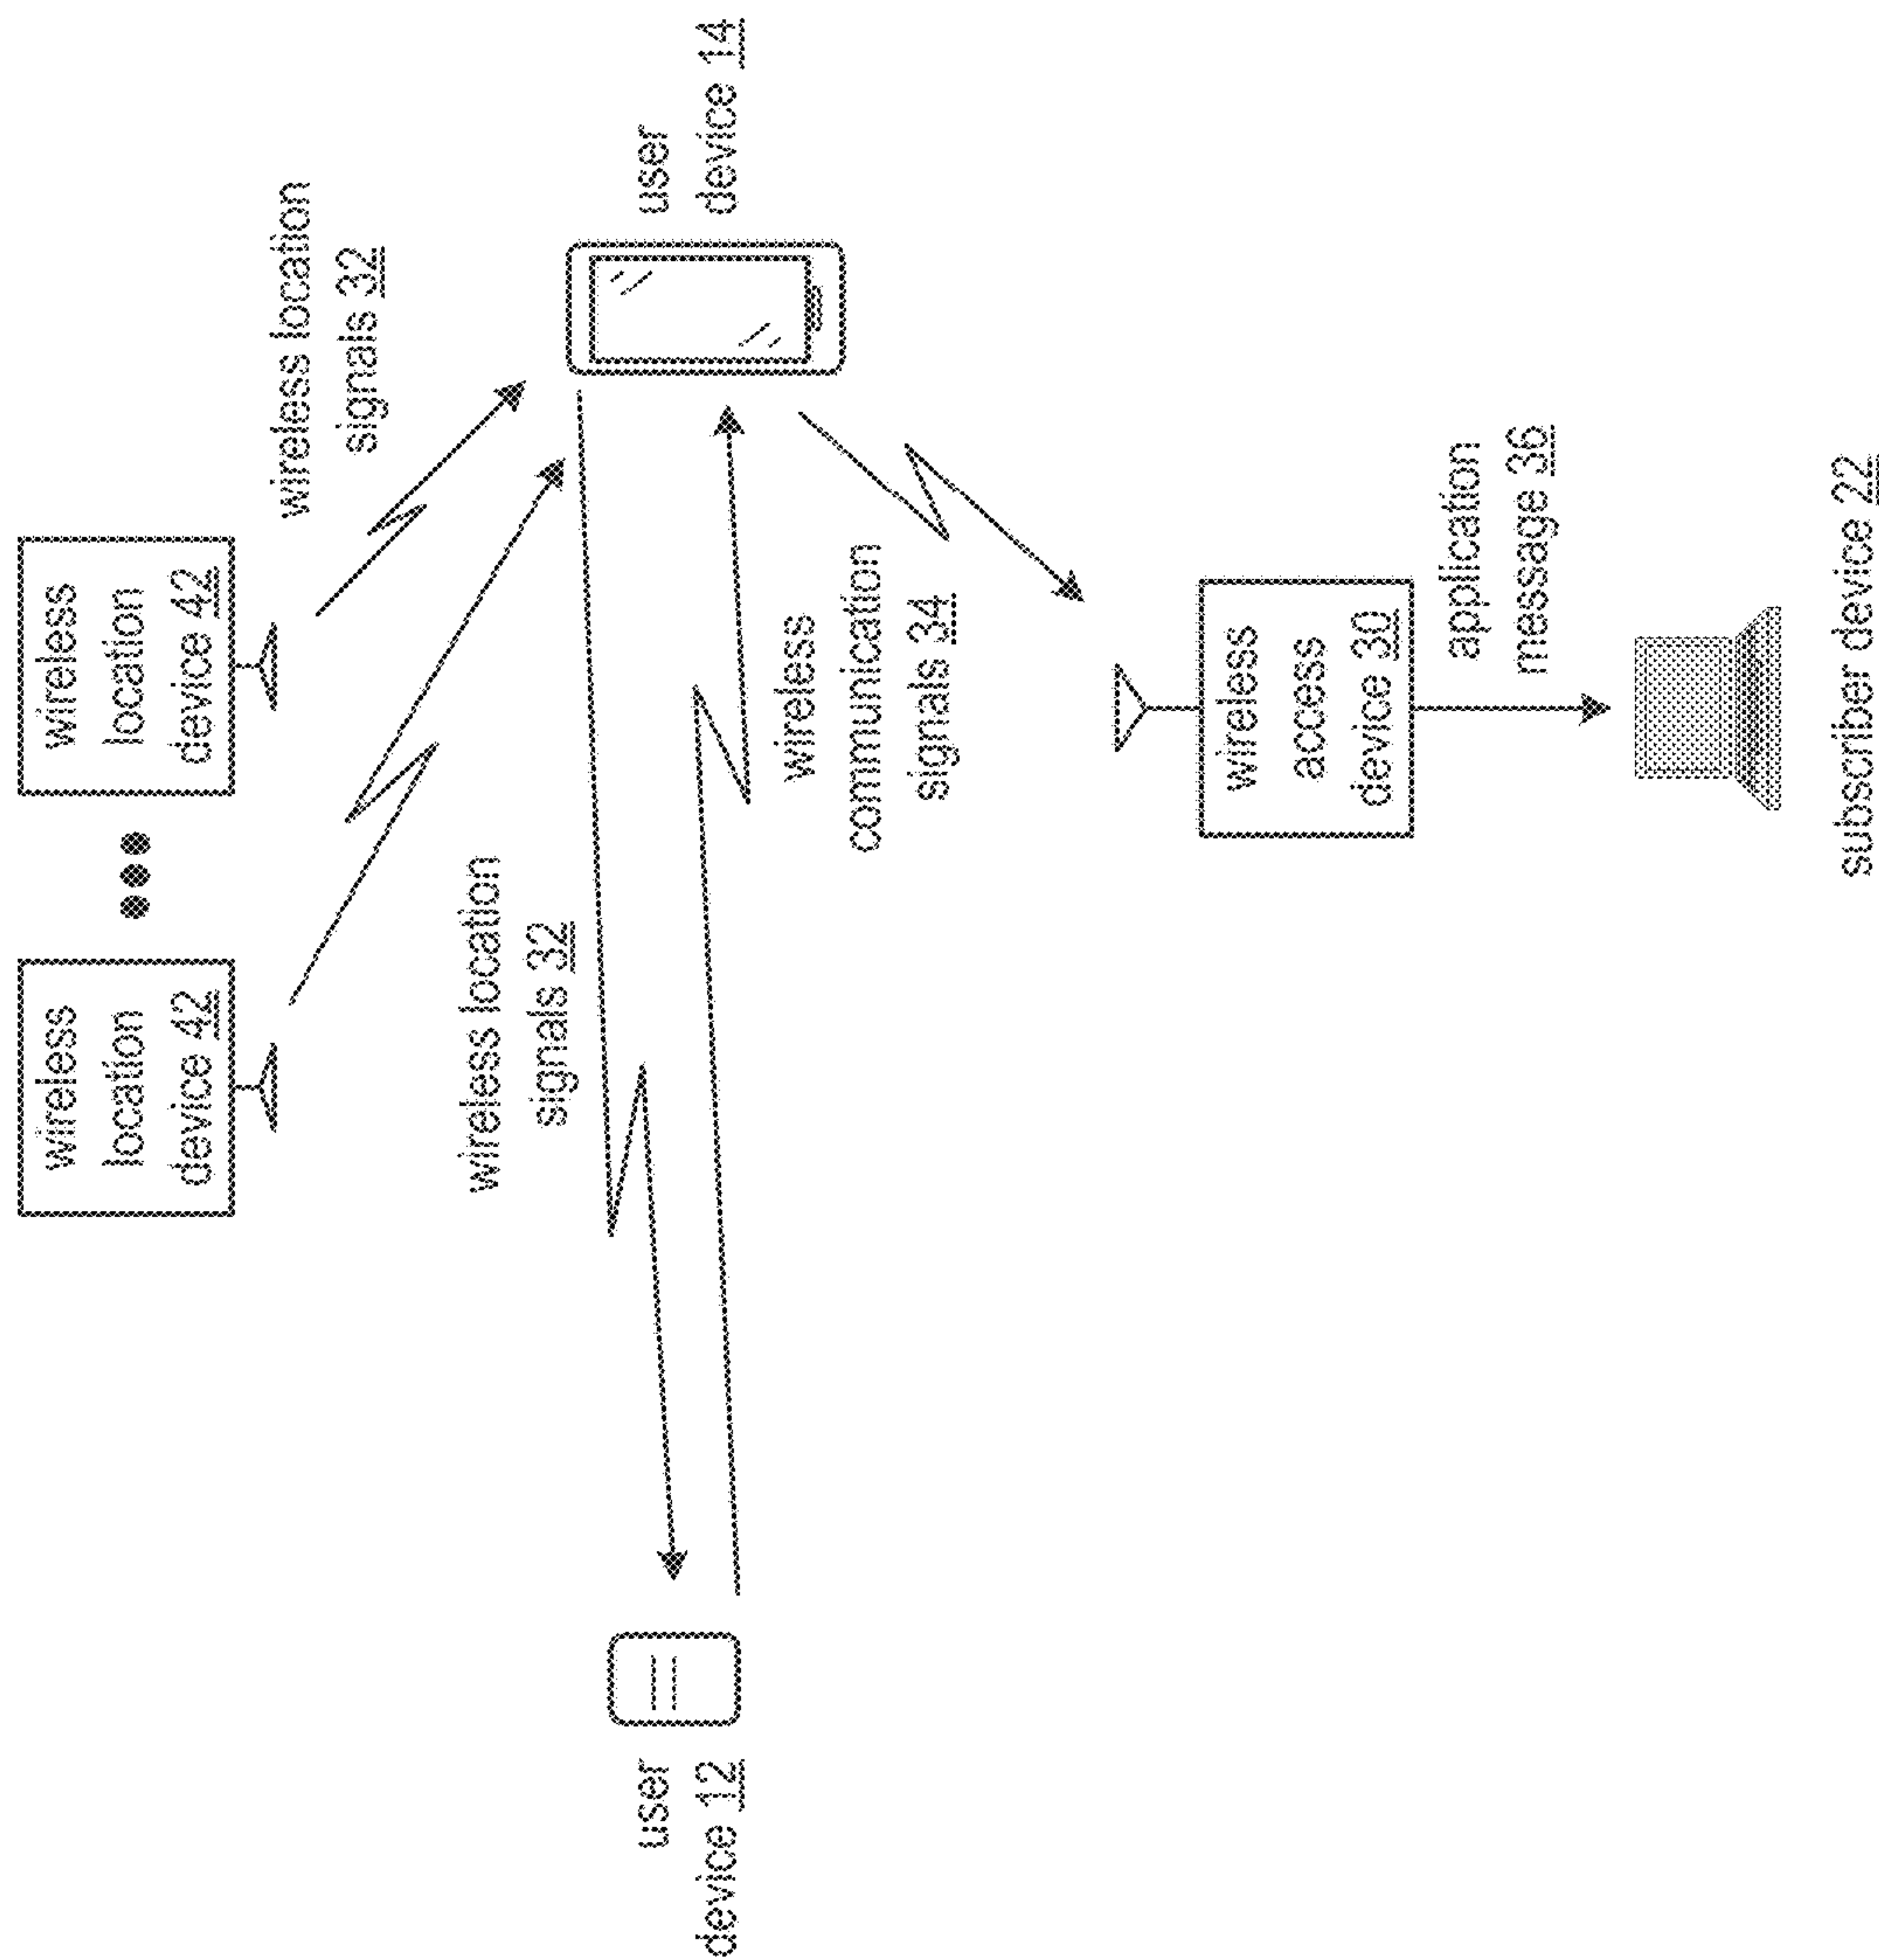 wireless
location
device 42
wireless
location
device 42
wireless location
signals 32
wireless location
signals 32
user
device 12
user
device 14
wireless
communication
signals 34
wireless
access
device 30
application
message 36
subscriber device 22